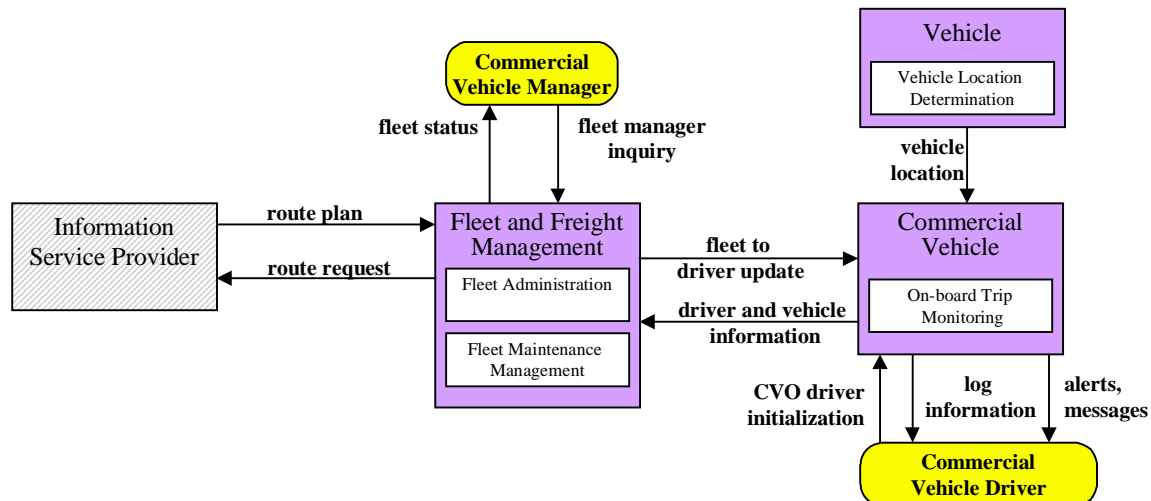 Commercial
Vehicle Manager
Vehicle
Vehicle Location
Determination
fleet status
fleet manager
inquiry
vehicle
location
Information
Service Provider
route plan
route request
Fleet and Freight
Management
Fleet Administration
Fleet Maintenance
Management
fleet to
driver update
driver and vehicle
information
Commercial
Vehicle
On-board Trip
Monitoring
CVO driver
initialization
log
information
alerts,
messages
Commercial
Vehicle Driver